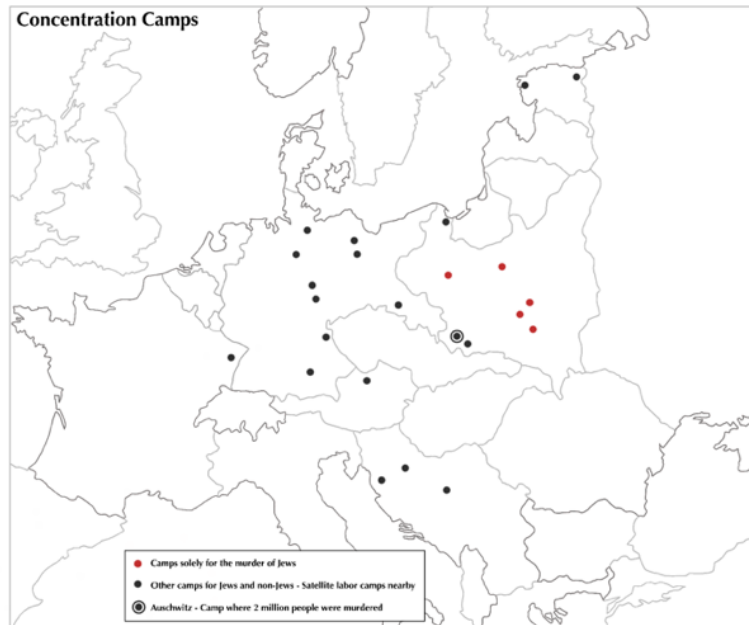 Concentration Camps
Camps solely for the murder of Jews
Other camps for Jews and non-Jews - Satellite labor camps nearby
Auschwitz - Camp where 2 million people were murdered